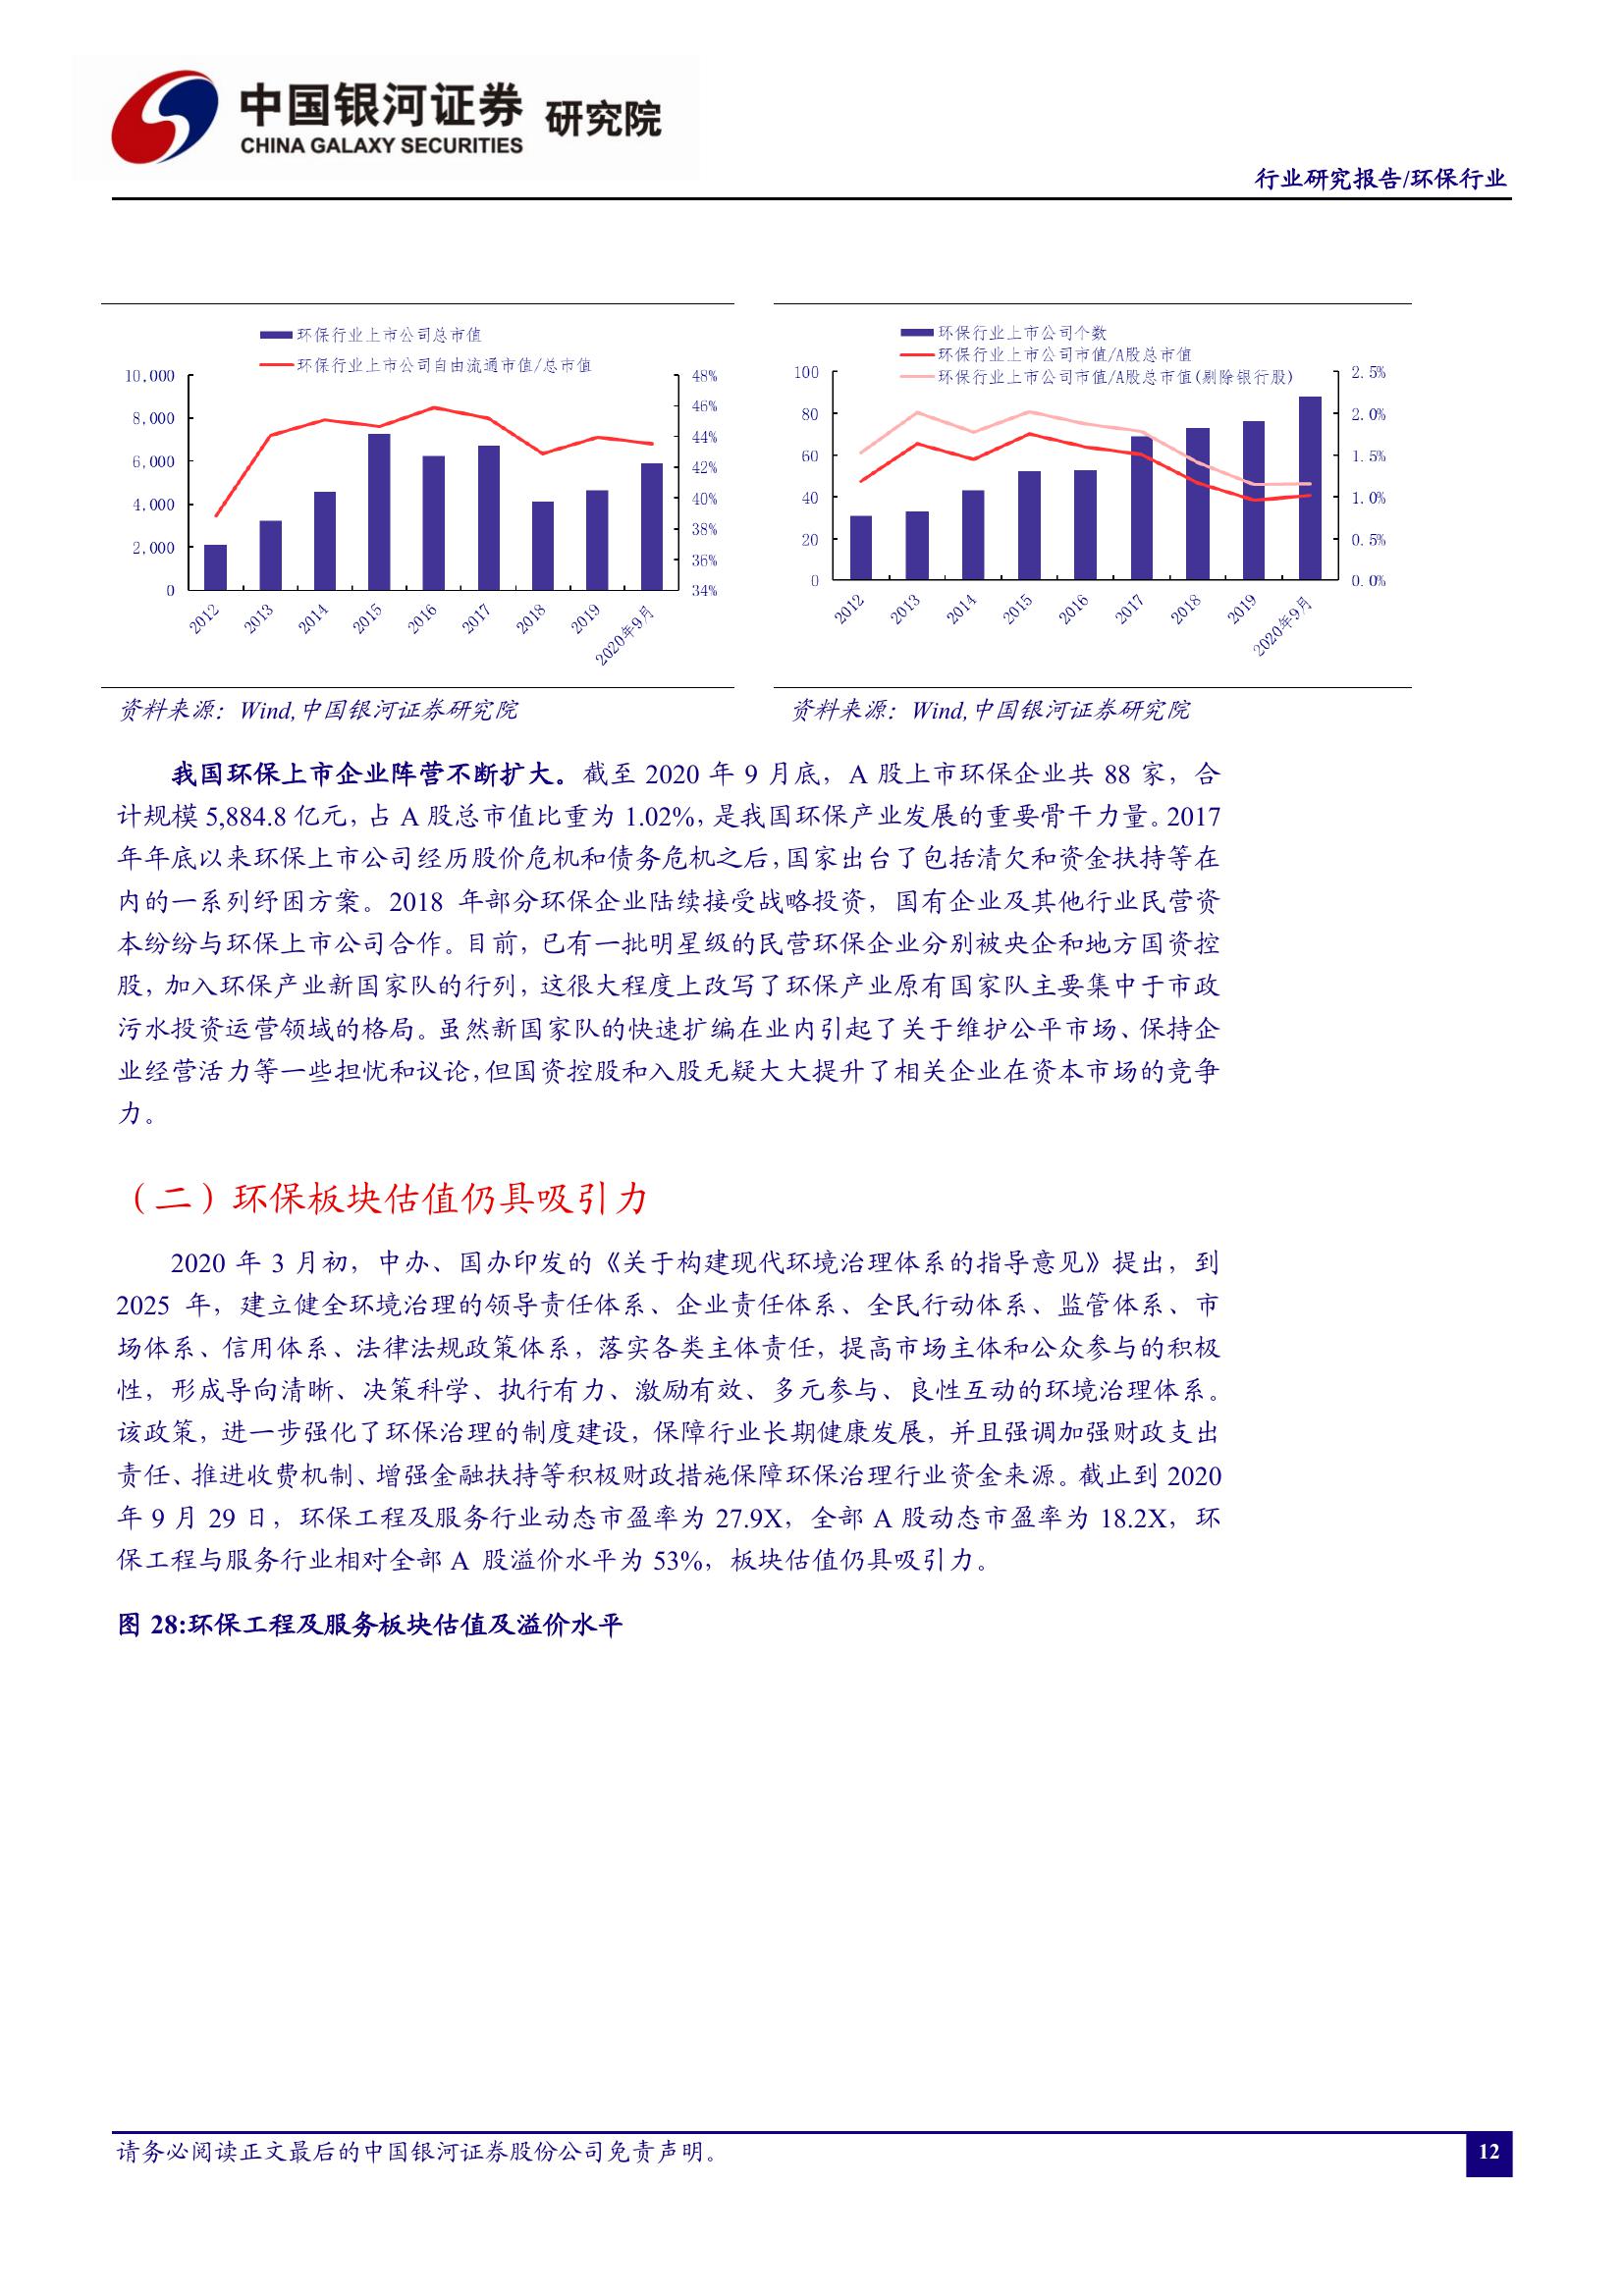 中国银河证券 研究院
CHINA GALAXY SECURITIES
行业研究报告/环保行业
环保行业上市公司总市值
环保行业上市公司自由流通市值/总市值
10,000
8,000
6,000
4,000
2,000
0
48%
46%
44%
42%
40%
38%
36%
34%
2012
2013
2014
2015
2016
2017
2018
2019
2020年9月
资料来源：Wind,中国银河证券研究院
环保行业上市公司个数
环保行业上市公司市值/A股总市值
环保行业上市公司市值/A股总市值(剔除银行股)
100
80
60
40
20
0
2.5%
2.0%
1.5%
1.0%
0.5%
0.0%
2012
2013
2014
2015
2016
2017
2018
2019
2020年9月
资料来源：Wind,中国银河证券研究院
我国环保上市企业阵营不断扩大。截至 2020 年 9 月底，A 股上市环保企业共 88 家，合
计规模 5,884.8 亿元，占 A 股总市值比重为 1.02%，是我国环保产业发展的重要骨干力量。2017
年年底以来环保上市公司经历股价危机和债务危机之后，国家出台了包括清欠和资金扶持等在
内的一系列纾困方案。2018 年部分环保企业陆续接受战略投资，国有企业及其他行业民营资
本纷纷与环保上市公司合作。目前，已有一批明星级的民营环保企业分别被央企和地方国资控
股，加入环保产业新国家队的行列，这很大程度上改写了环保产业原有国家队主要集中于市政
污水投资运营领域的格局。虽然新国家队的快速扩编在业内引起了关于维护公平市场、保持企
业经营活力等一些担忧和议论，但国资控股和入股无疑大大提升了相关企业在资本市场的竞争
力。
（二）环保板块估值仍具吸引力
2020 年 3 月初，中办、国办印发的《关于构建现代环境治理体系的指导意见》提出，到
2025 年，建立健全环境治理的领导责任体系、企业责任体系、全民行动体系、监管体系、市
场体系、信用体系、法律法规政策体系，落实各类主体责任，提高市场主体和公众参与的积极
性，形成导向清晰、决策科学、执行有力、激励有效、多元参与、良性互动的环境治理体系。
该政策，进一步强化了环保治理的制度建设，保障行业长期健康发展，并且强调加强财政支出
责任、推进收费机制、增强金融扶持等积极财政措施保障环保治理行业资金来源。截止到 2020
年 9 月 29 日，环保工程及服务行业动态市盈率为 27.9X，全部 A 股动态市盈率为 18.2X，环
保工程与服务行业相对全部 A 股溢价水平为 53%，板块估值仍具吸引力。
图 28:环保工程及服务板块估值及溢价水平
请务必阅读正文最后的中国银河证券股份公司免责声明。
12